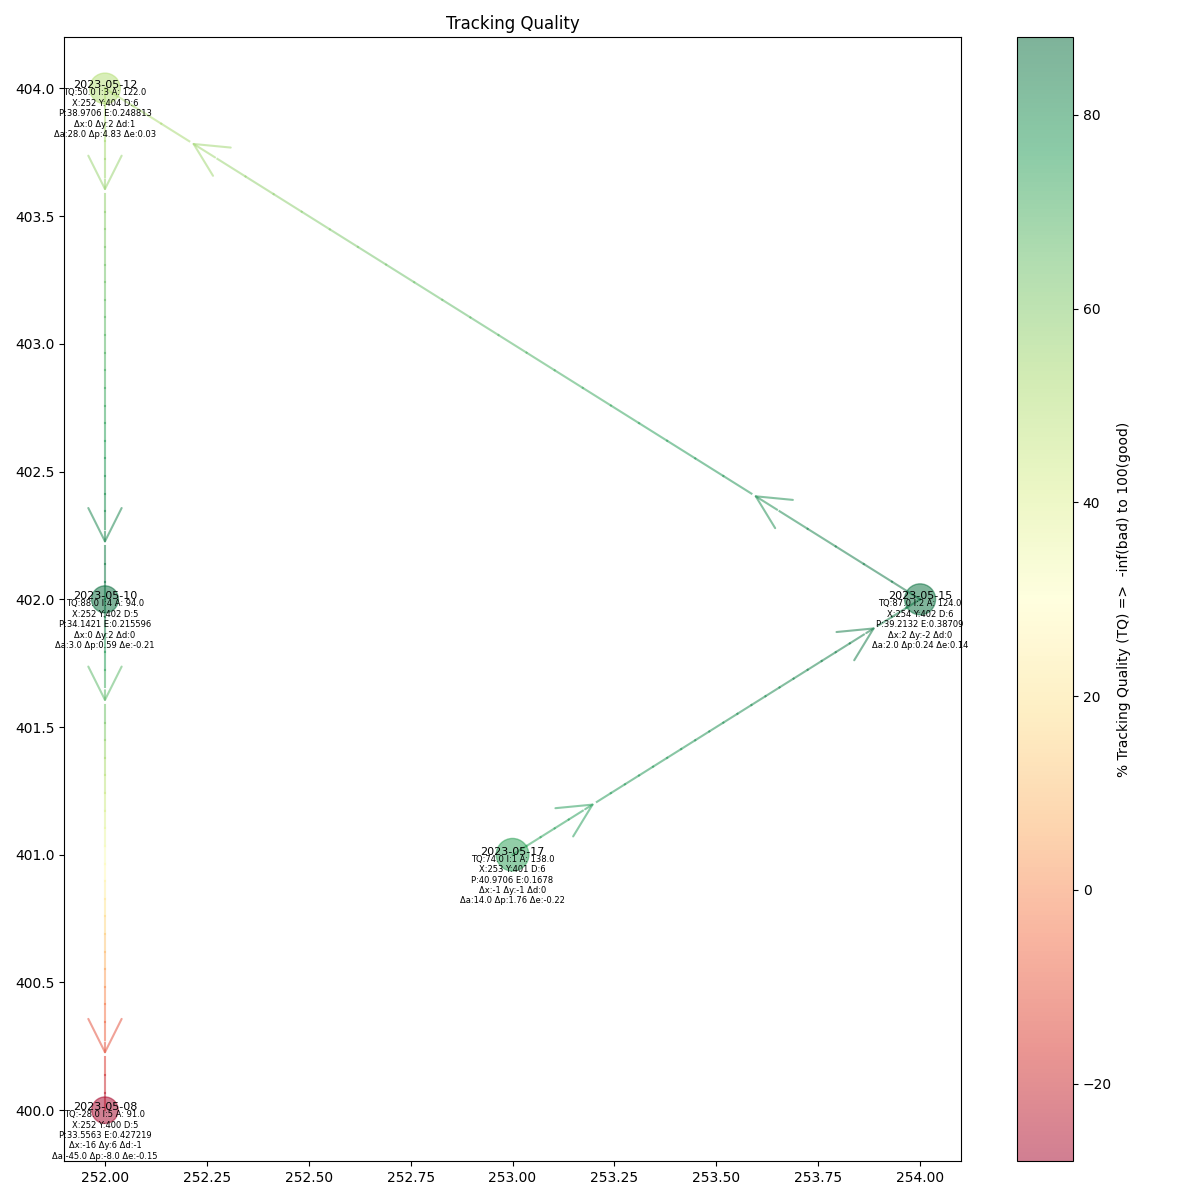 Tracking Quality
404.0
403.5
403.0
402.5
402.0
401.5
401.0
400.5
400.0
2023-05-12
TQ:50.0 I:3 A: 122.0
X:252 Y:404 D:6
P:38.9706 E:0.248813
Δx:0 Δy:2 Δd:1
Δa:28.0 Δp:4.83 Δe:0.03
2023-05-10
TQ:88.0 I:4 A: 94.0
X:252 Y:402 D:5
P:34.1421 E:0.215596
Δx:0 Δy:2 Δd:0
Δa:3.0 Δp:0.59 Δe:-0.21
2023-05-15
TQ:87.0 I:2 A: 124.0
X:254 Y:402 D:6
P:39.2132 E:0.38709
Δx:2 Δy:-2 Δd:0
Δa:2.0 Δp:0.24 Δe:0.14
2023-05-17
TQ:74.0 I:1 A: 138.0
X:253 Y:401 D:6
P:40.9706 E:0.1678
Δx:-1 Δy:-1 Δd:0
Δa:14.0 Δp:1.76 Δe:-0.22
2023-05-08
TQ:-28.0 I:5 A: 91.0
X:252 Y:400 D:5
P:33.5563 E:0.427219
Δx:-16 Δy:6 Δd:-1
Δa:-45.0 Δp:-8.0 Δe:-0.15
252.00 252.25 252.50 252.75 253.00 253.25 253.50 253.75 254.00
80
60
40
20
0
−20
% Tracking Quality (TQ) => -inf(bad) to 100(good)